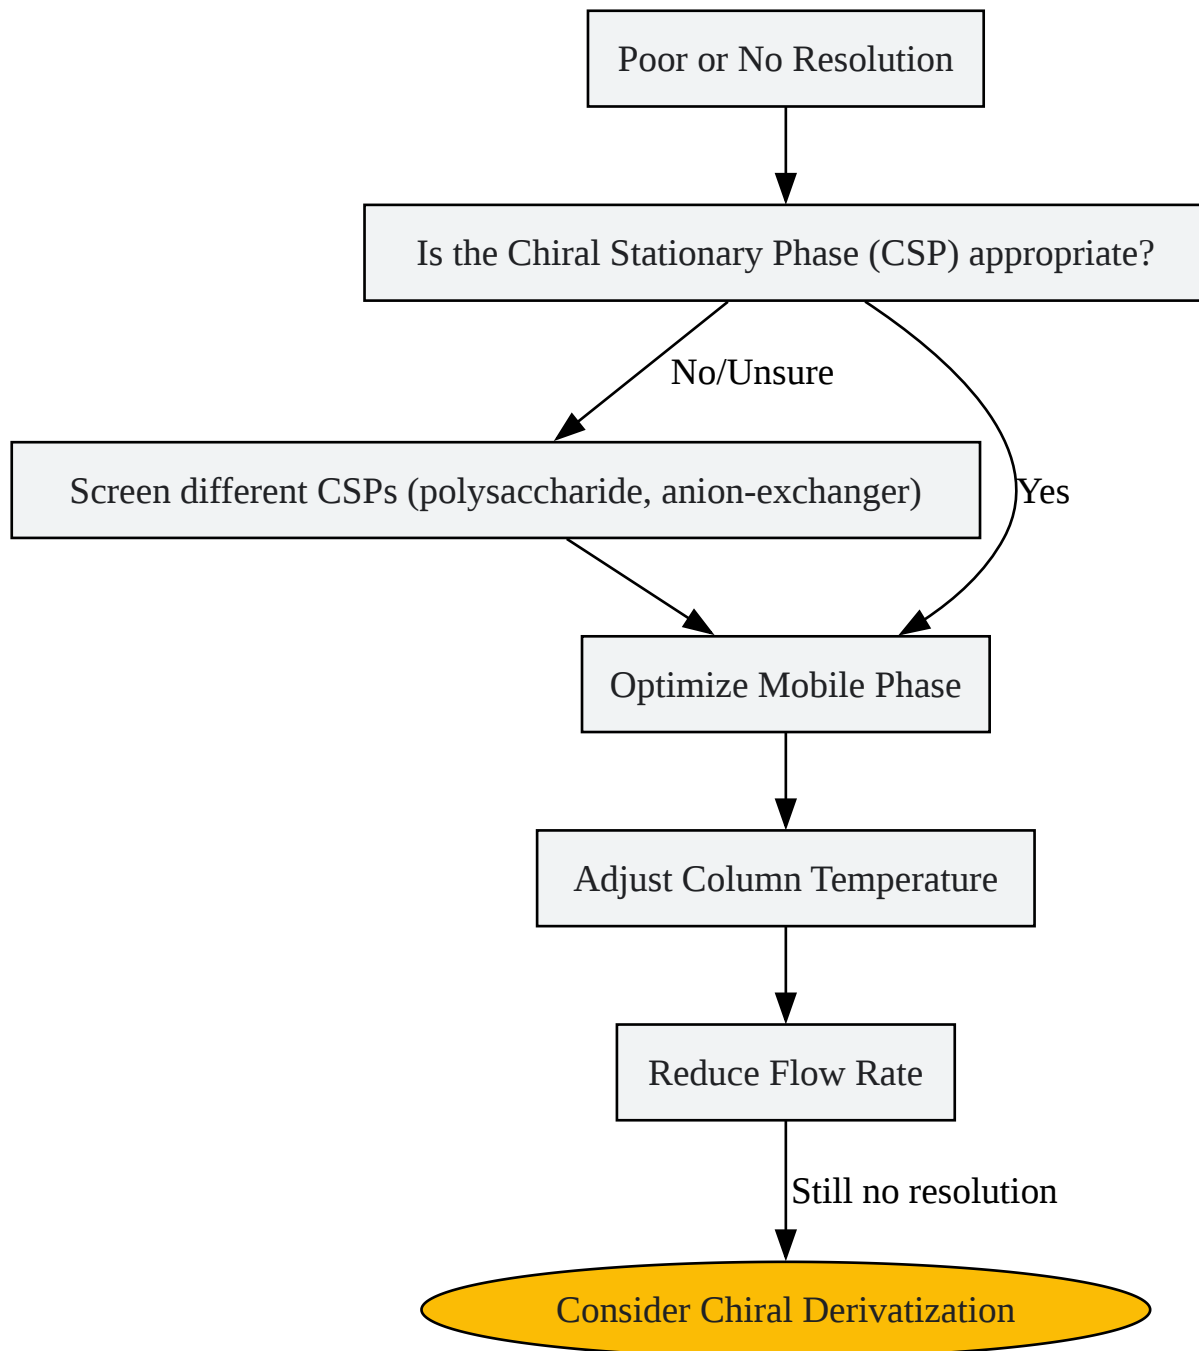 Poor or No Resolution
Is the Chiral Stationary Phase (CSP) appropriate?
No/Unsure
Screen different CSPs (polysaccharide, anion-exchanger)
Yes
Optimize Mobile Phase
Adjust Column Temperature
Reduce Flow Rate
Still no resolution
Consider Chiral Derivatization